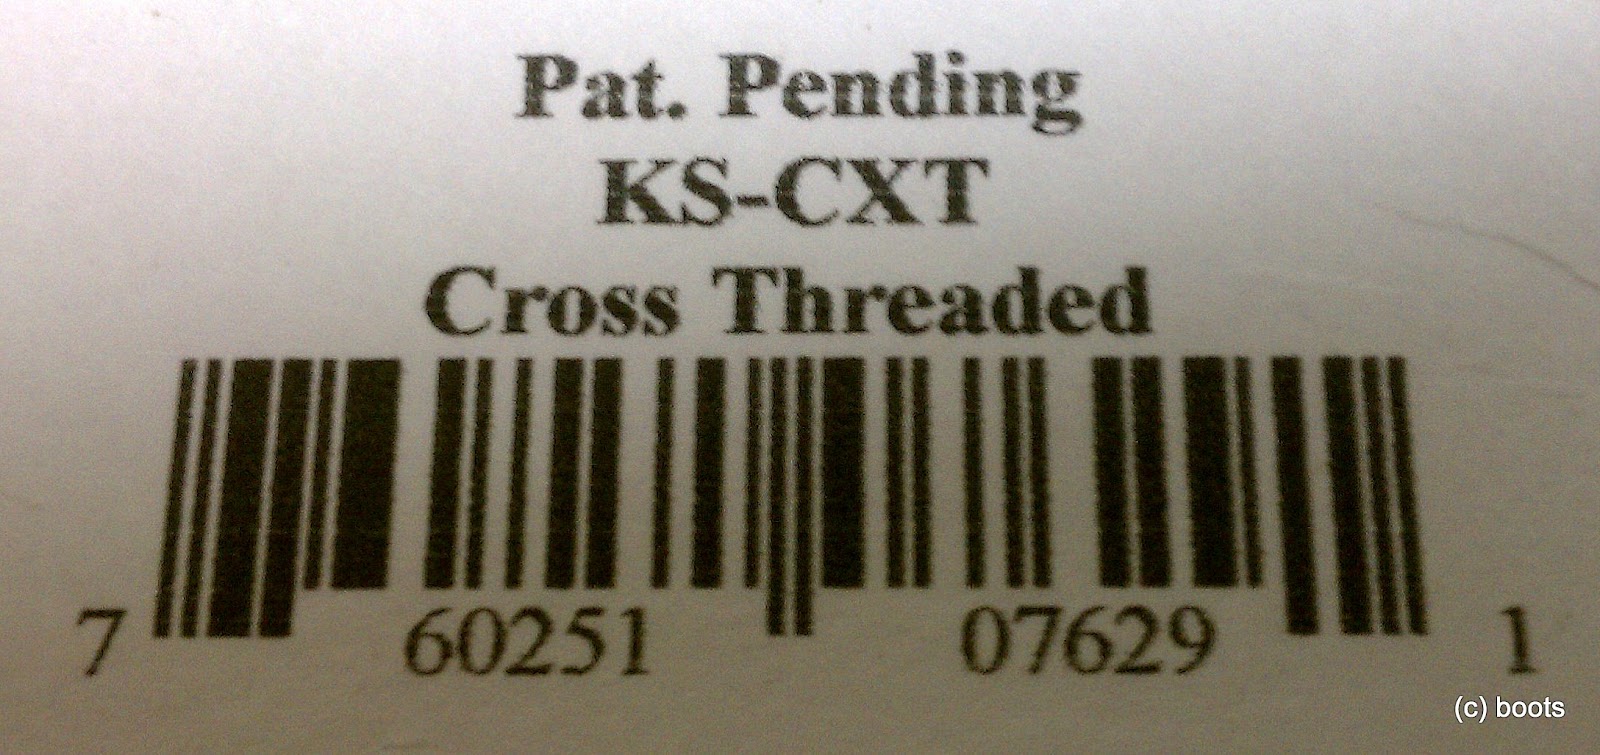 Pat. Pending
KS-CXT
Cross Threaded
7 60251 07629 1
(c) boots